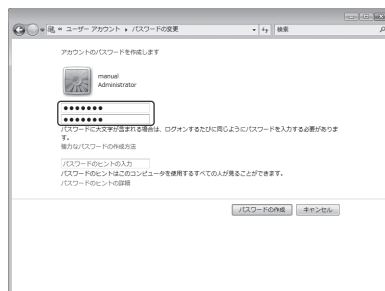 ユーザー アカウント ▸ パスワードの変更
検索
アカウントのパスワードを作成します
manual
Administrator
●●●●●●●
●●●●●●●
パスワードに大文字が含まれる場合は、ログオンするたびに同じようにパスワードを入力する必要があります。
強力なパスワードの作成方法
パスワードのヒントの入力
パスワードのヒントはこのコンピュータを使用するすべての人が見ることができます。
パスワードのヒントの詳細
パスワードの作成
キャンセル